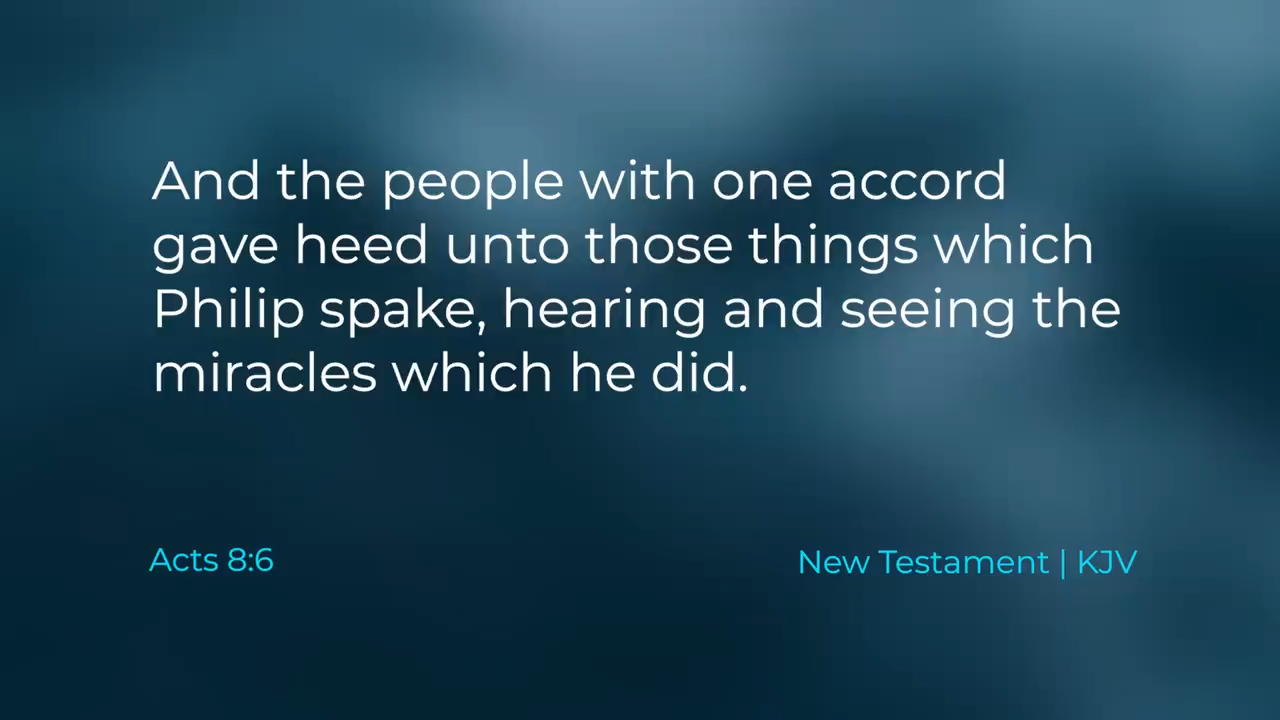 And the people with one accord
gave heed unto those things which
Philip spake, hearing and seeing the
miracles which he did.
Acts 8:6
New Testament | KJV